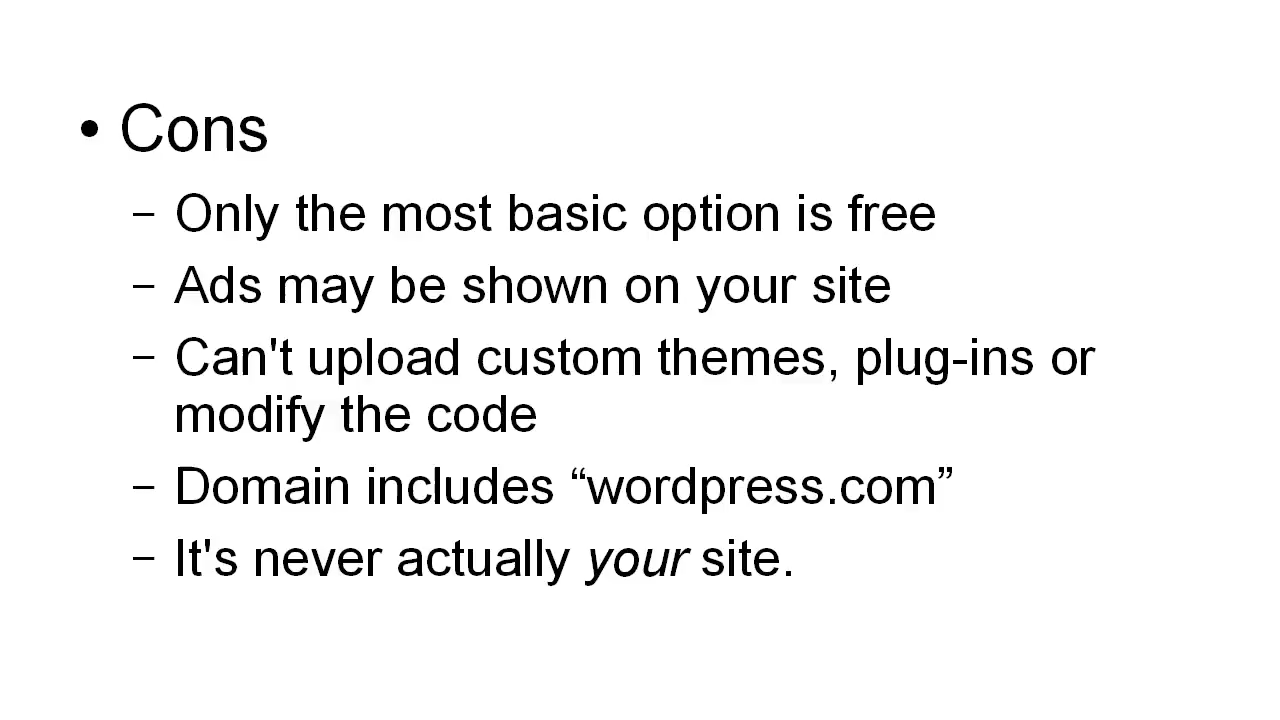 • Cons
– Only the most basic option is free
– Ads may be shown on your site
– Can't upload custom themes, plug-ins or
modify the code
– Domain includes “wordpress.com”
– It's never actually your site.